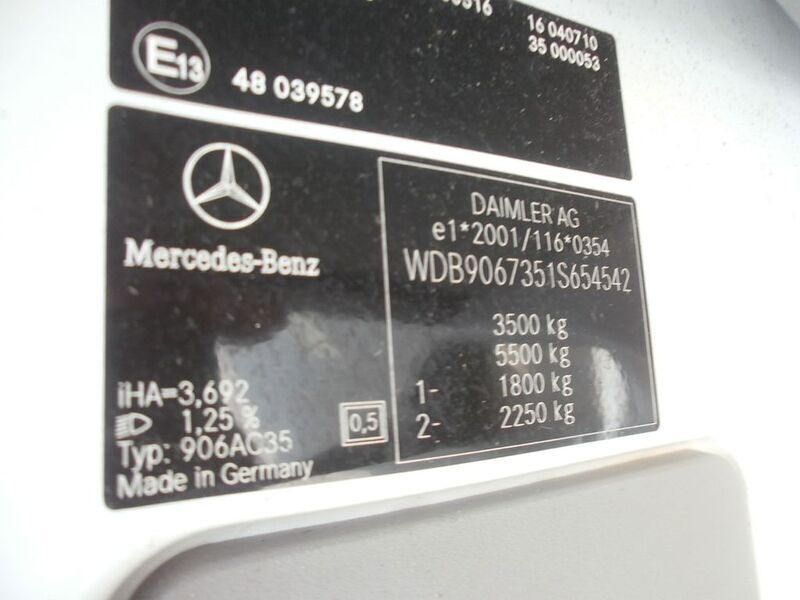 16 040710
35 000053
E13
48 039578
Mercedes-Benz
DAIMLER AG
e1*2001/116*0354
WDB9067351S654542
3500 kg
5500 kg
1- 1800 kg
2- 2250 kg
iHA=3,692
1,25 %
0,5
Typ: 906AC35
Made in Germany